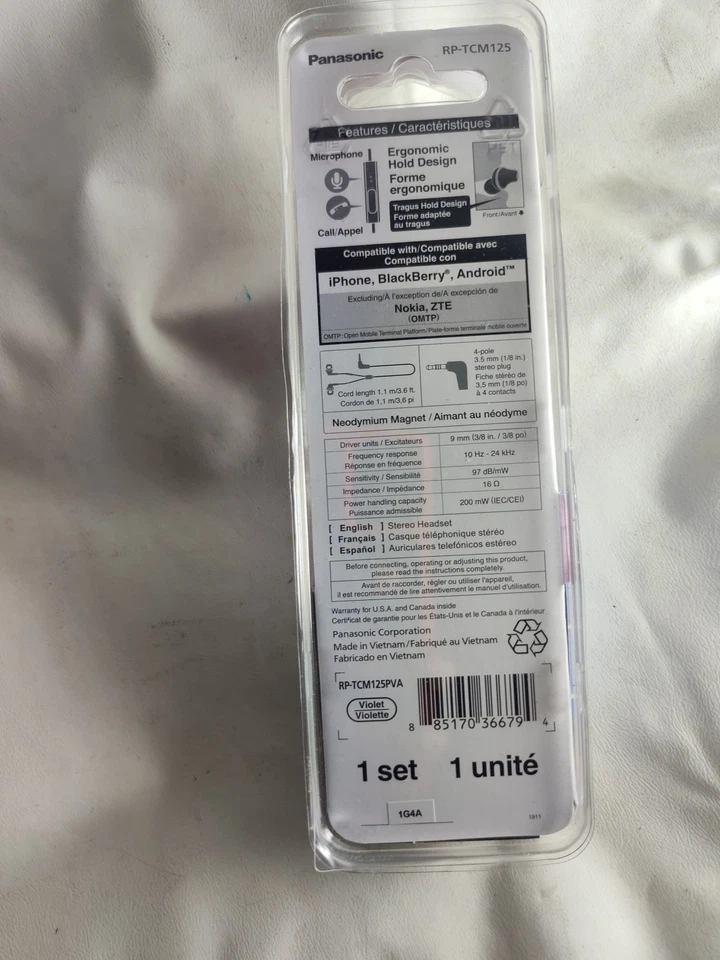 Panasonic RP-TCM125
Features / Caractéristiques
Microphone
Call/Appel
Ergonomic
Hold Design
Forme
ergonomique
Tragus Hold Design
Forme adaptée
au tragus
Front/Avant
Compatible with/Compatible avec
Compatible con
iPhone, BlackBerry®, Android™
Excluding/À l'exception de/A excepción de
Nokia, ZTE
(OMTP)
OMTP: Open Mobile Terminal Platform/Plate-forme terminale mobile ouverte
Cord length 1.1 m/3.6 ft.
Cordon de 1,1 m/3,6 pi
4-pole
3.5 mm (1/8 in.)
stereo plug
Fiche stéréo de
3,5 mm (1/8 po)
à 4 contacts
Neodymium Magnet / Aimant au néodyme
Driver units / Excitateurs 9 mm (3/8 in. / 3/8 po)
Frequency response
Réponse en fréquence 10 Hz - 24 kHz
Sensitivity / Sensibilité 97 dB/mW
Impedance / Impédance 16 Ω
Power handling capacity
Puissance admissible 200 mW (IEC/CEI)
[ English ] Stereo Headset
[ Français ] Casque téléphonique stéréo
[ Español ] Auriculares telefónicos estéreo
Before connecting, operating or adjusting this product,
please read the instructions completely.
Avant de raccorder, régler ou utiliser l'appareil,
il est recommandé de lire attentivement le manuel d'utilisation.
Warranty for U.S.A. and Canada inside
Certificat de garantie pour les États-Unis et le Canada à l'intérieur
Panasonic Corporation
Made in Vietnam/Fabriqué au Vietnam
Fabricado en Vietnam
RP-TCM125PVA
Violet
Violette
8 85170 36679 4
1 set 1 unité
1G4A
1911